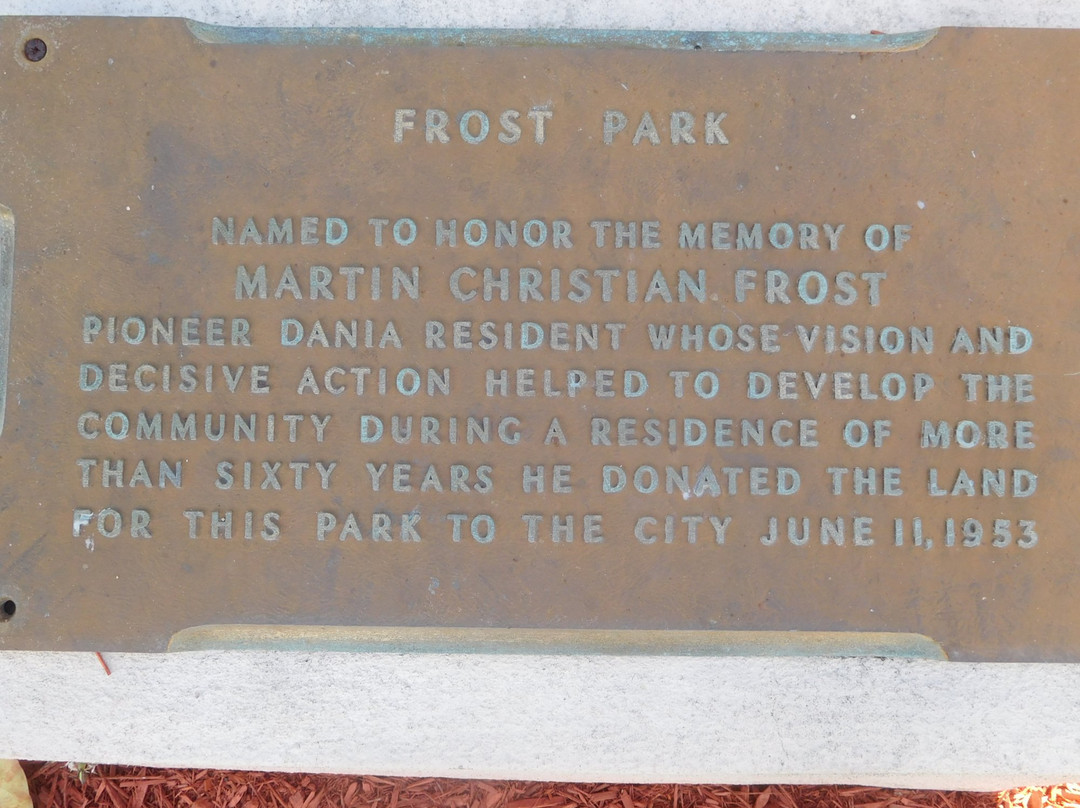 FROST PARK
NAMED TO HONOR THE MEMORY OF
MARTIN CHRISTIAN FROST
PIONEER DANIA RESIDENT WHOSE VISION AND
DECISIVE ACTION HELPED TO DEVELOP THE
COMMUNITY DURING A RESIDENCE OF MORE
THAN SIXTY YEARS HE DONATED THE LAND
FOR THIS PARK TO THE CITY JUNE 11, 1953